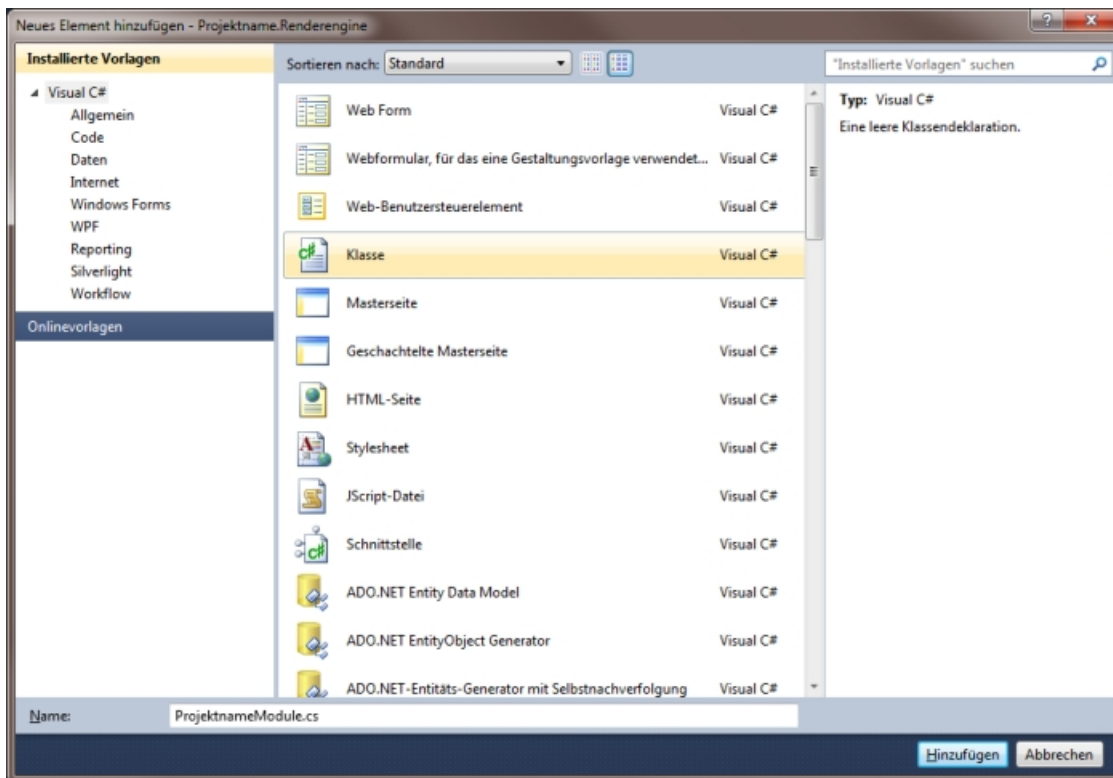 Neues Element hinzufügen - Projektname.Renderengine
Installierte Vorlagen
Visual C#
Allgemein
Code
Daten
Internet
Windows Forms
WPF
Reporting
Silverlight
Workflow
Onlinevorlagen
Sortieren nach: Standard
Web Form Visual C#
Webformular, für das eine Gestaltungsvorlage verwendet... Visual C#
Web-Benutzersteuerelement Visual C#
Klasse Visual C#
Masterseite Visual C#
Geschachtelte Masterseite Visual C#
HTML-Seite Visual C#
Stylesheet Visual C#
JScript-Datei Visual C#
Schnittstelle Visual C#
ADO.NET Entity Data Model Visual C#
ADO.NET EntityObject Generator Visual C#
ADO.NET-Entitäts-Generator mit Selbstnachverfolgung Visual C#
"Installierte Vorlagen" suchen
Typ: Visual C#
Eine leere Klassendeklaration.
Name: ProjektnameModule.cs
Hinzufügen Abbrechen